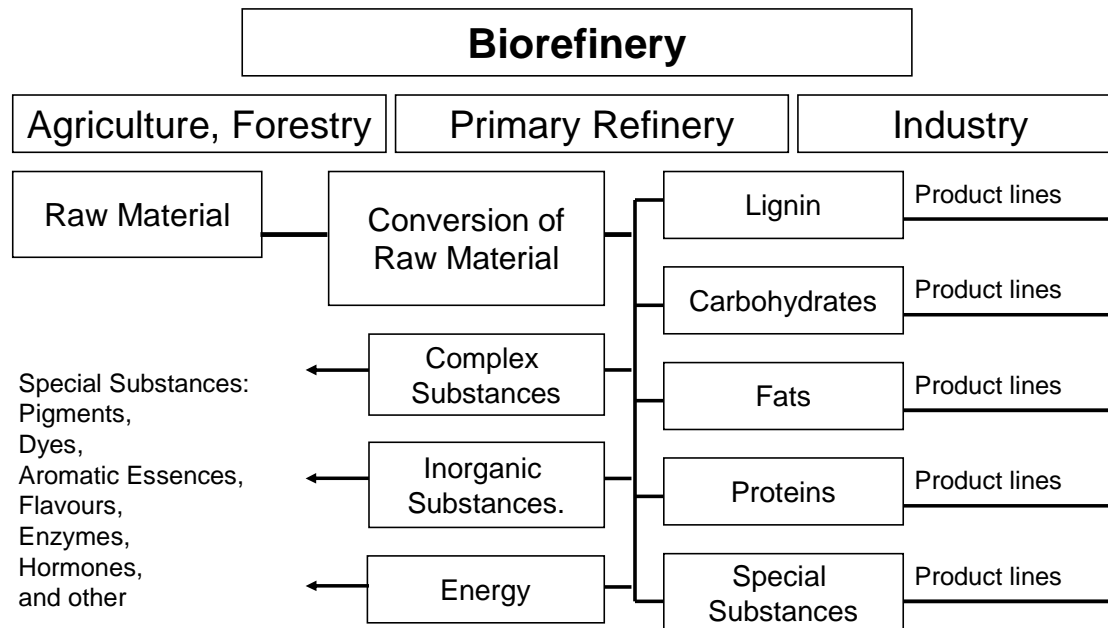 Biorefinery
Agriculture, Forestry
Primary Refinery
Industry
Raw Material
Conversion of
Raw Material
Lignin
Product lines
Carbohydrates
Product lines
Complex
Substances
Fats
Product lines
Special Substances:
Pigments,
Dyes,
Aromatic Essences,
Flavours,
Enzymes,
Hormones,
and other
Inorganic
Substances.
Proteins
Product lines
Energy
Special
Substances
Product lines